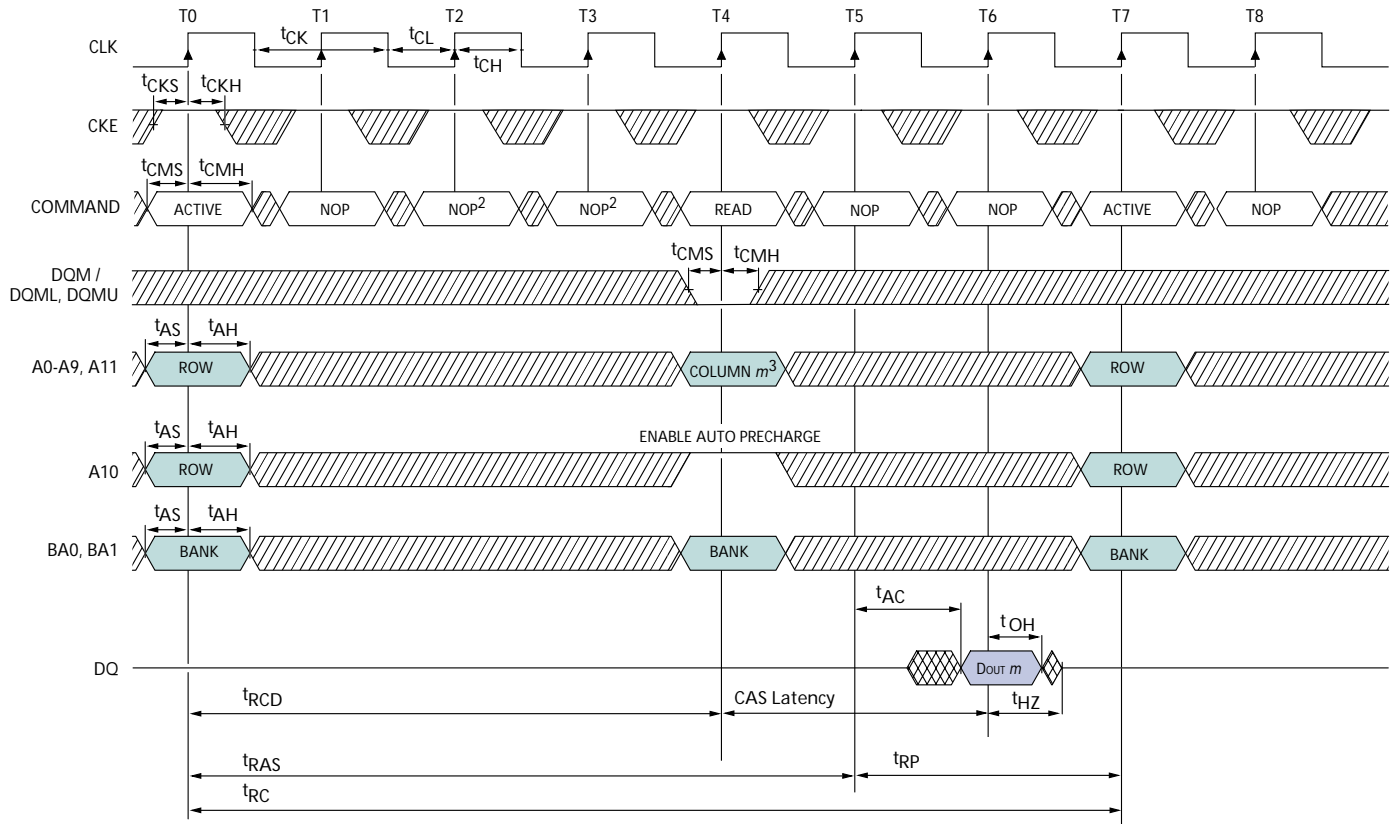 T0 T1 T2 T3 T4 T5 T6 T7 T8
CLK
tCK tCL
tCH
tCKS tCKH
CKE
tCMS tCMH
COMMAND ACTIVE NOP NOP2 NOP2 READ NOP NOP ACTIVE NOP
tCMS tCMH
DQM /
DQML, DQMU
tAS tAH
A0-A9, A11 ROW COLUMN m3 ROW
tAS tAH ENABLE AUTO PRECHARGE
A10 ROW ROW
tAS tAH
BA0, BA1 BANK BANK BANK
tAC
tOH
DQ DOUT m
tRCD CAS Latency tHZ
tRAS tRP
tRC